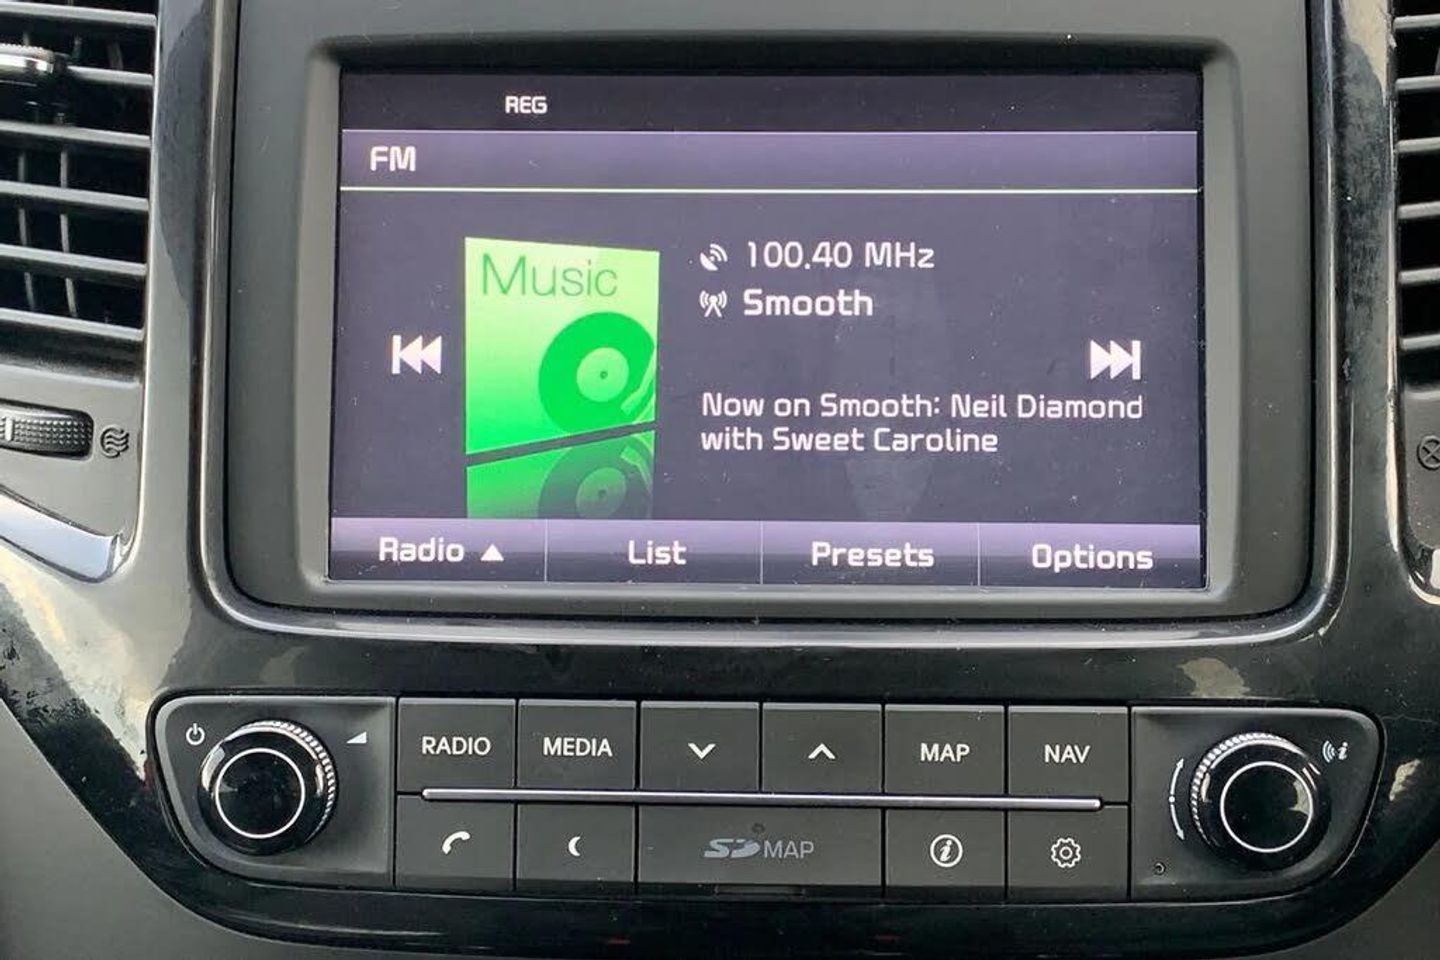 REG
FM
Music
100.40 MHz
Smooth
Now on Smooth: Neil Diamond
with Sweet Caroline
Radio ▲
List
Presets
Options
RADIO
MEDIA
MAP
NAV
SD MAP